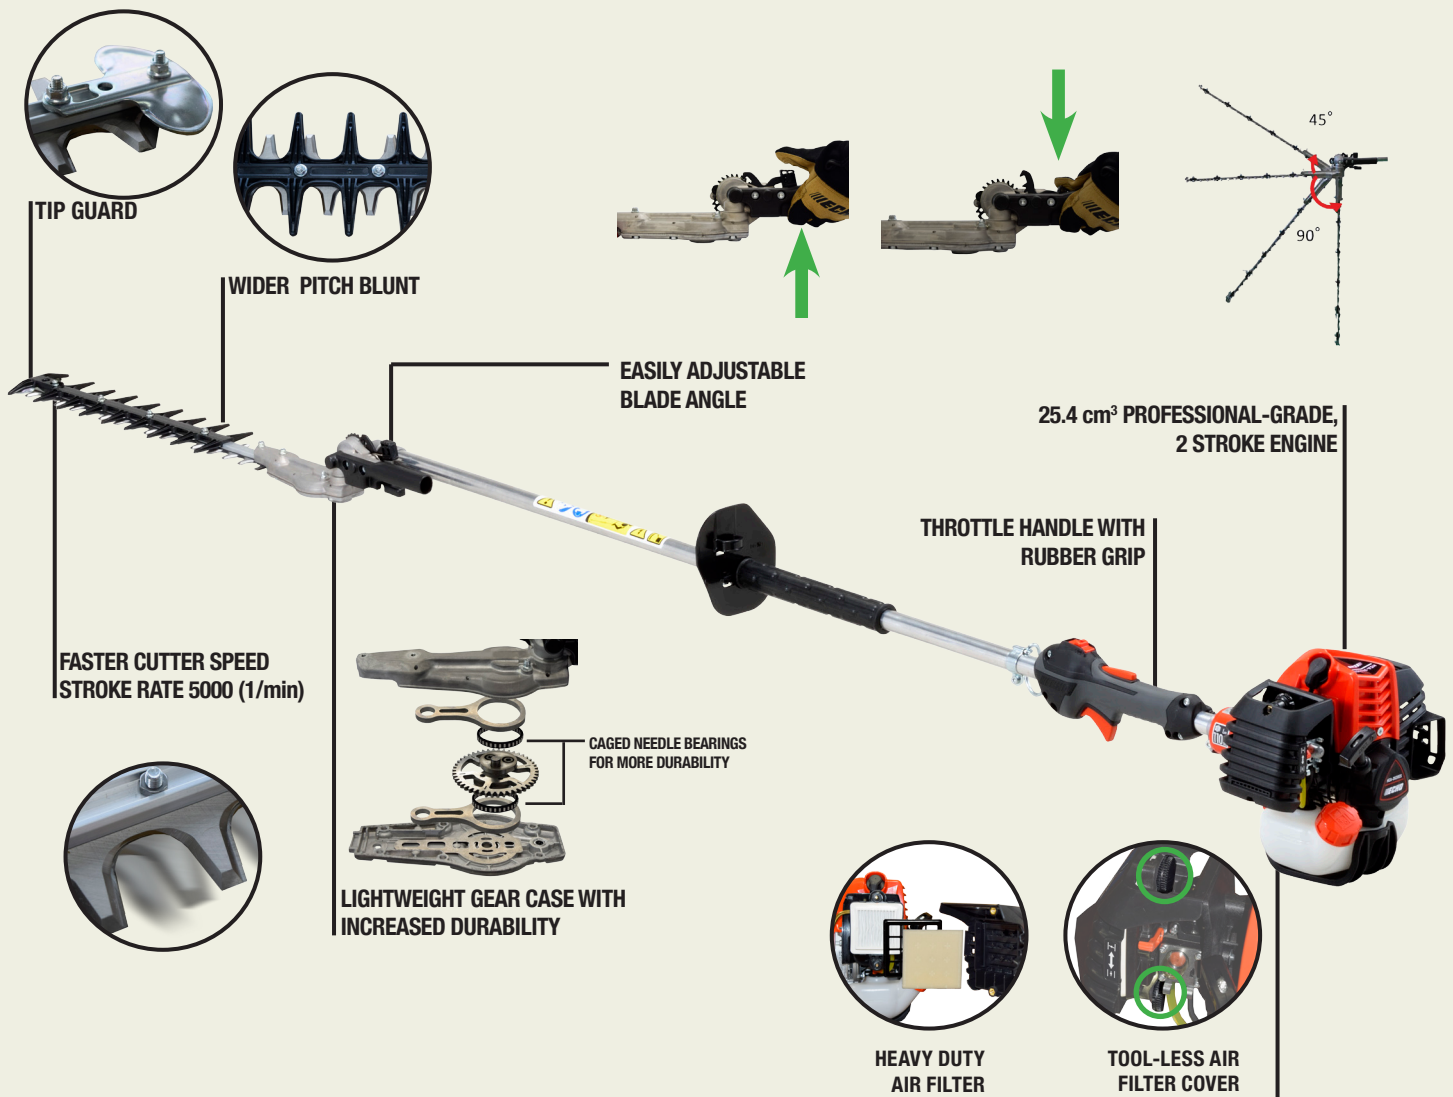 TIP GUARD
WIDER PITCH BLUNT
45°
90°
EASILY ADJUSTABLE
BLADE ANGLE
25.4 cm³ PROFESSIONAL-GRADE,
2 STROKE ENGINE
THROTTLE HANDLE WITH
RUBBER GRIP
FASTER CUTTER SPEED
STROKE RATE 5000 (1/min)
CAGED NEEDLE BEARINGS
FOR MORE DURABILITY
LIGHTWEIGHT GEAR CASE WITH
INCREASED DURABILITY
ECHO
HEAVY DUTY
AIR FILTER
TOOL-LESS AIR
FILTER COVER